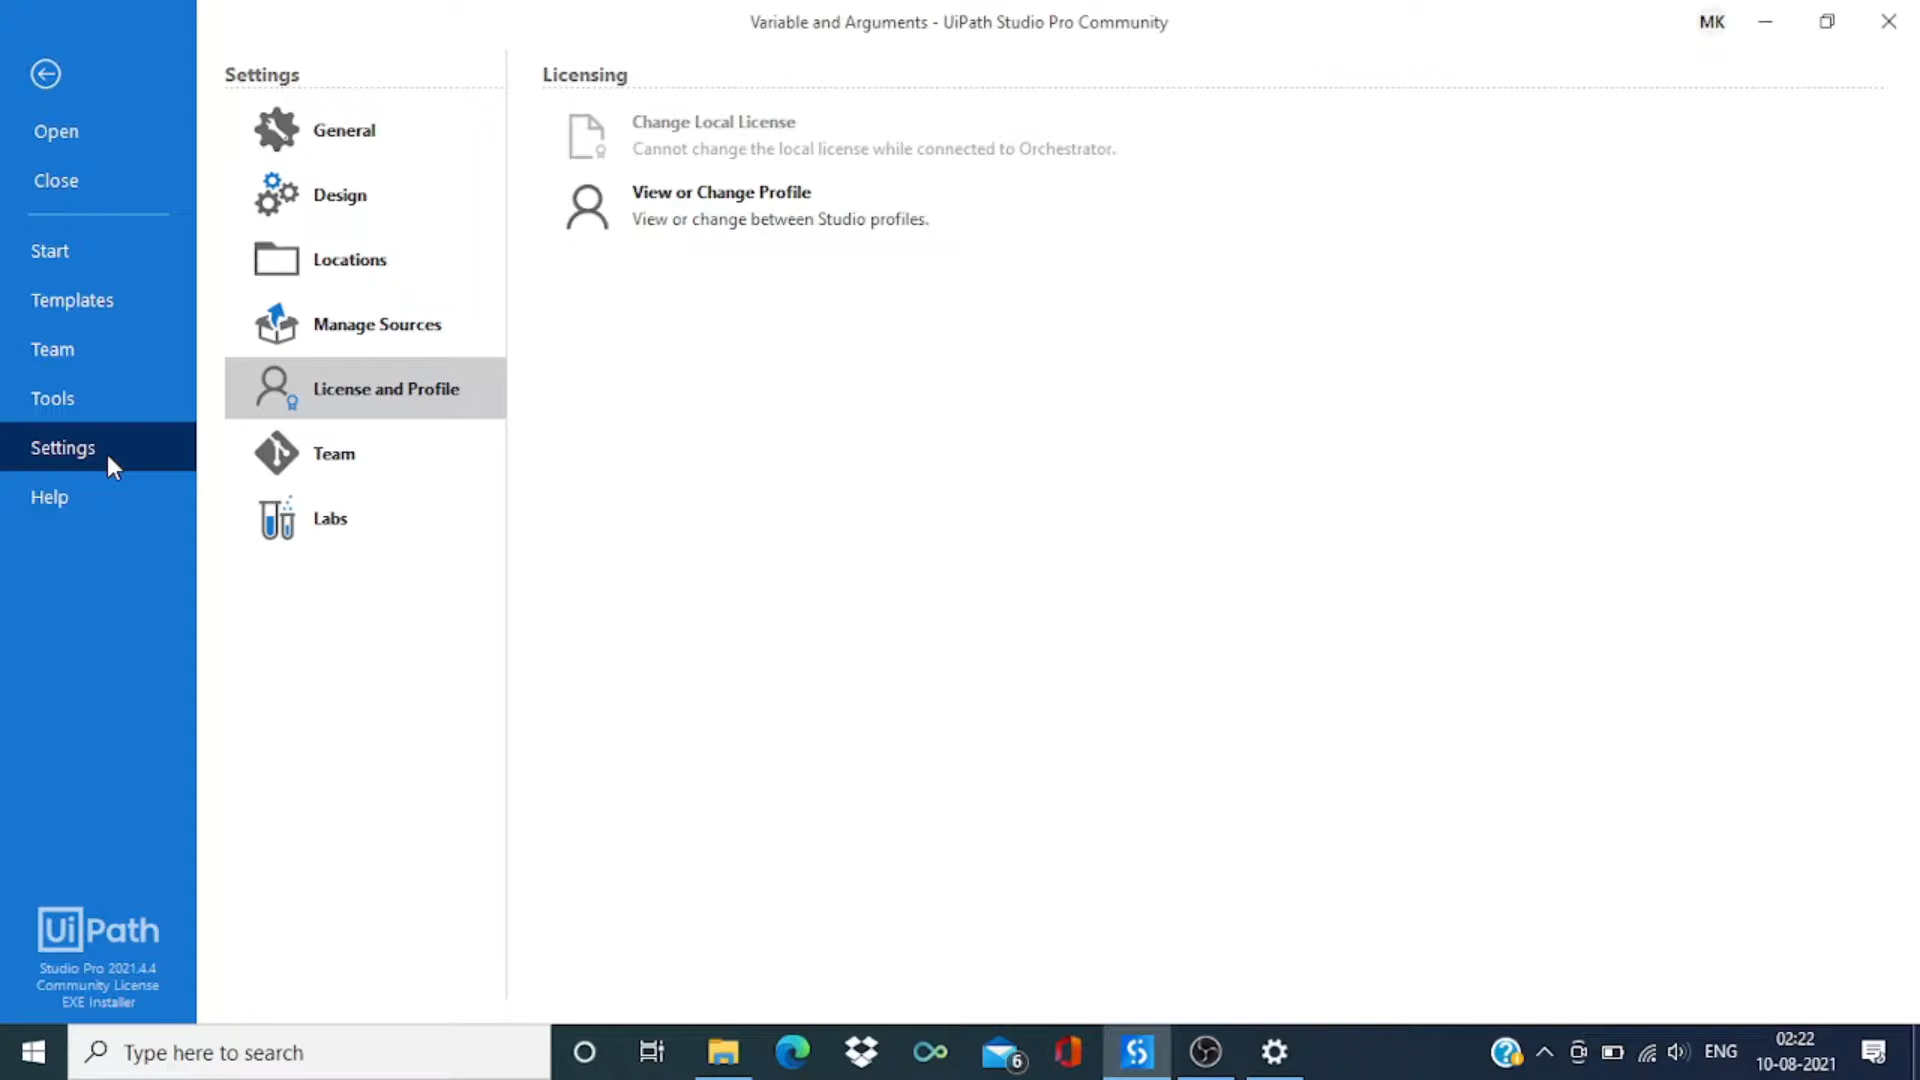 Variable and Arguments - UiPath Studio Pro Community
MK
Open
Close
Start
Templates
Team
Tools
Settings
Help
UiPath
Studio Pro 2021.4.4
Community License
EXE Installer
Settings
General
Design
Locations
Manage Sources
License and Profile
Team
Labs
Licensing
Change Local License
Cannot change the local license while connected to Orchestrator.
View or Change Profile
View or change between Studio profiles.
Type here to search
6
ENG
02:22
10-08-2021